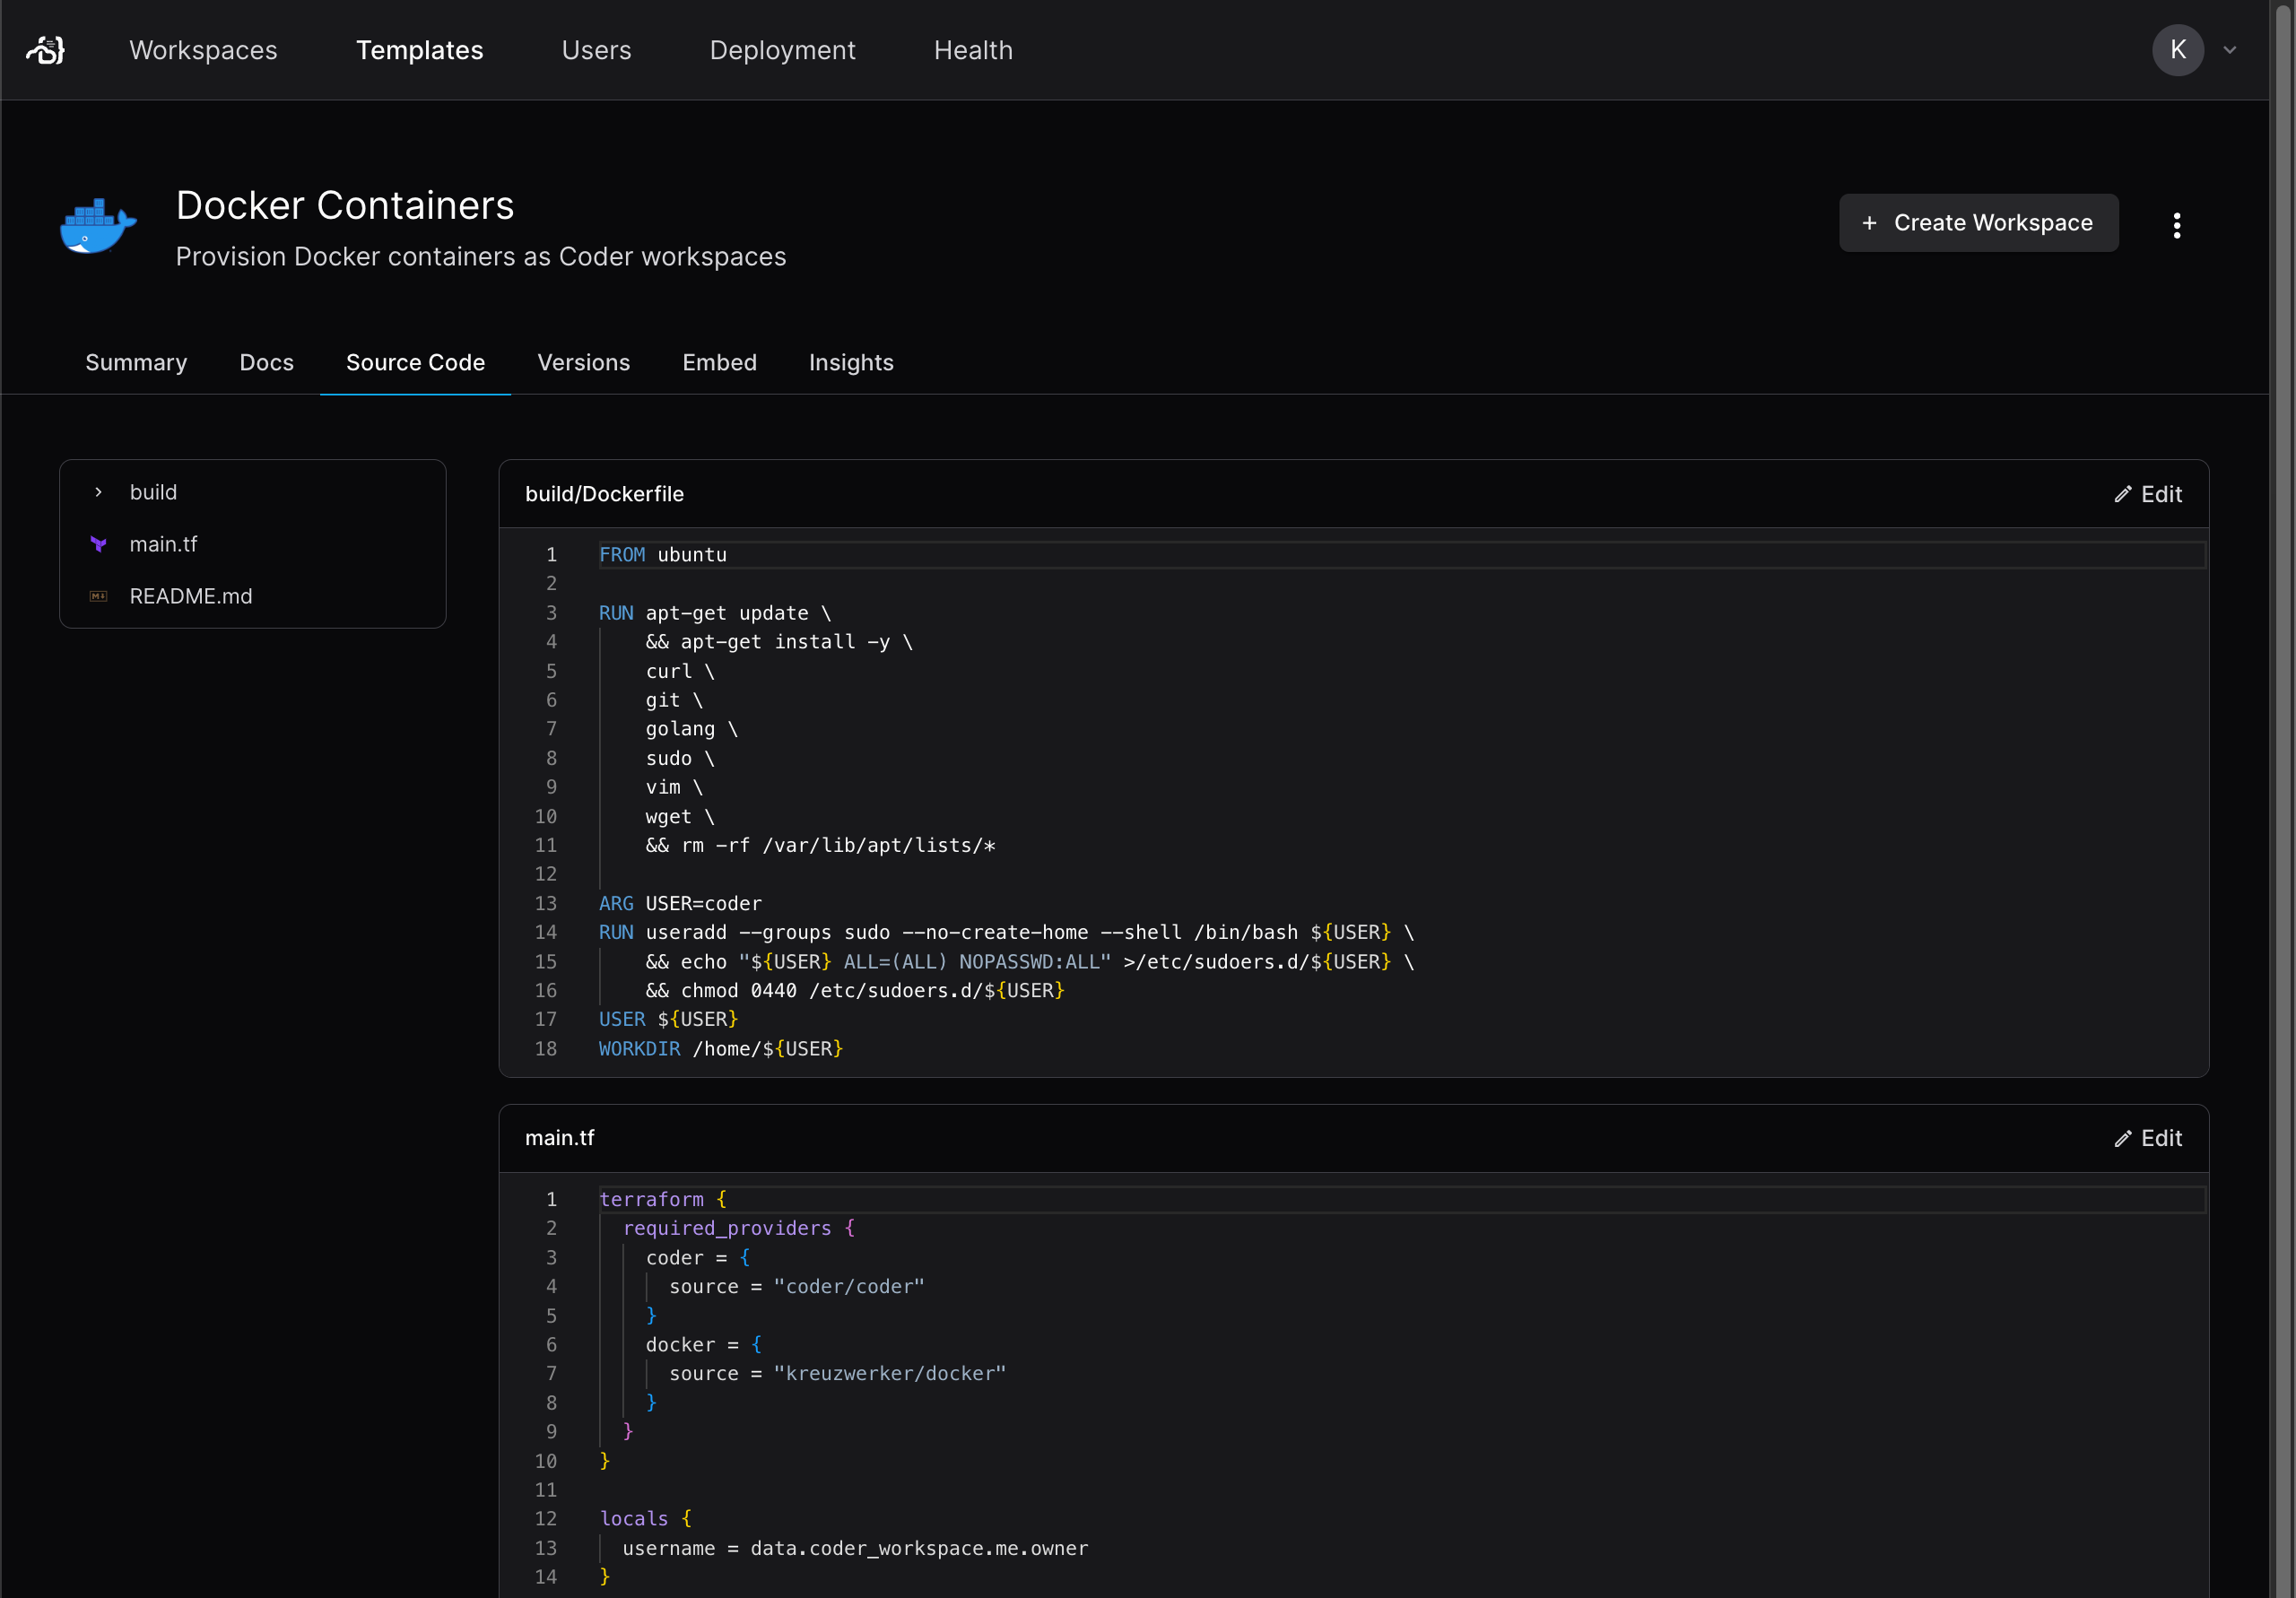 Workspaces Templates Users Deployment Health K
Docker Containers
Provision Docker containers as Coder workspaces
+ Create Workspace
Summary Docs Source Code Versions Embed Insights
build
main.tf
README.md
build/Dockerfile Edit
1 FROM ubuntu
2
3 RUN apt-get update \
4     && apt-get install -y \
5     curl \
6     git \
7     golang \
8     sudo \
9     vim \
10     wget \
11     && rm -rf /var/lib/apt/lists/*
12
13 ARG USER=coder
14 RUN useradd --groups sudo --no-create-home --shell /bin/bash ${USER} \
15     && echo "${USER} ALL=(ALL) NOPASSWD:ALL" >/etc/sudoers.d/${USER} \
16     && chmod 0440 /etc/sudoers.d/${USER}
17 USER ${USER}
18 WORKDIR /home/${USER}
main.tf Edit
1 terraform {
2   required_providers {
3     coder = {
4       source = "coder/coder"
5     }
6     docker = {
7       source = "kreuzwerker/docker"
8     }
9   }
10 }
11
12 locals {
13   username = data.coder_workspace.me.owner
14 }